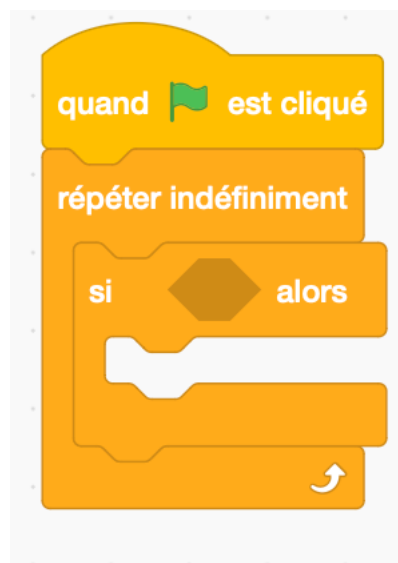 quand est cliqué
répéter indéfiniment
si alors